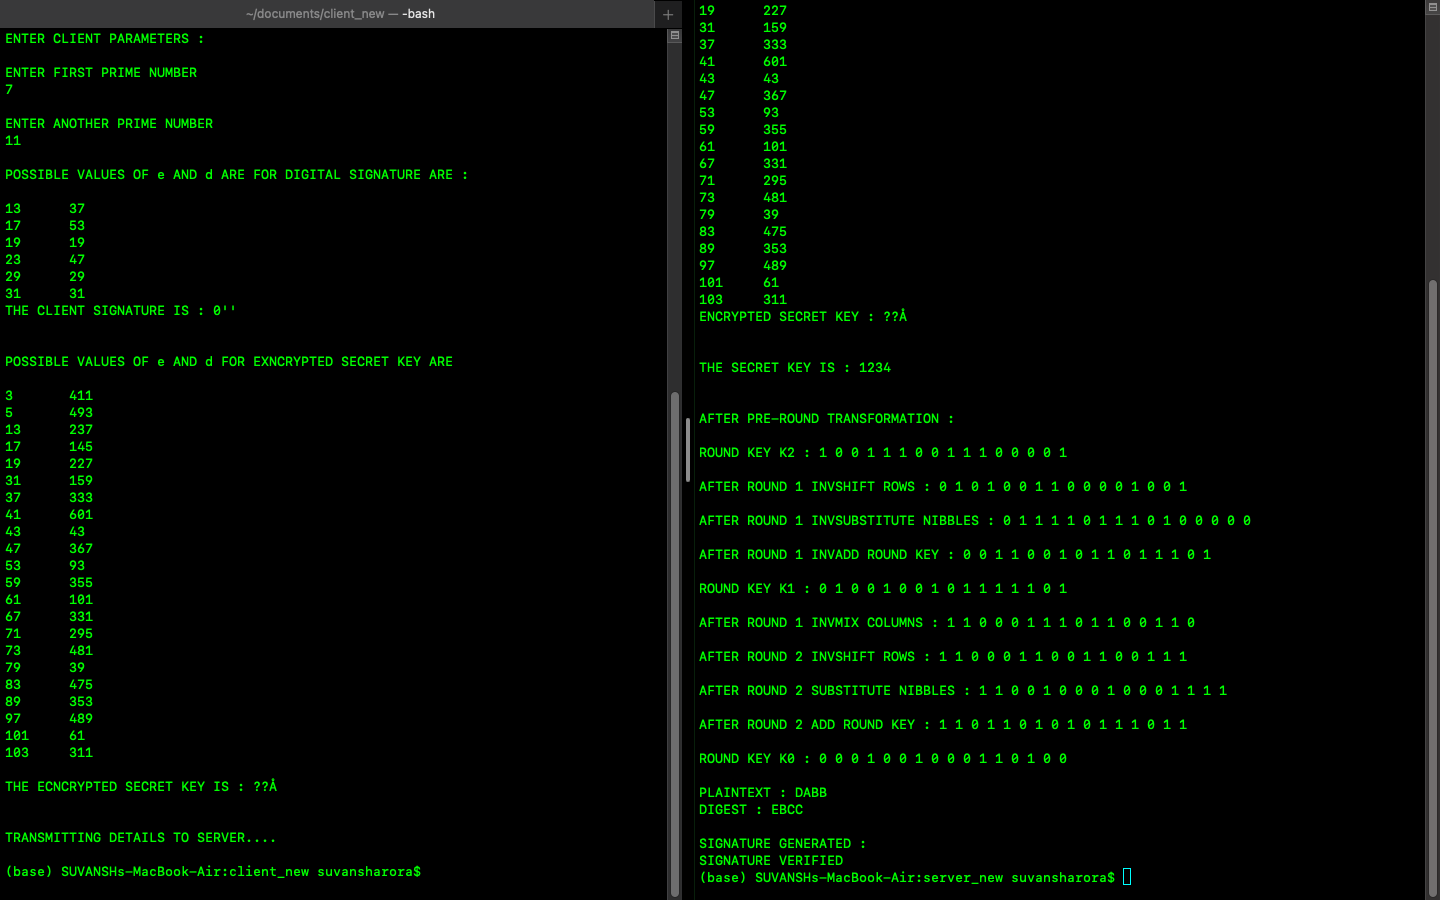 ~/documents/client_new — -bash
ENTER CLIENT PARAMETERS :
ENTER FIRST PRIME NUMBER
7
ENTER ANOTHER PRIME NUMBER
11
POSSIBLE VALUES OF e AND d ARE FOR DIGITAL SIGNATURE ARE :
13 37
17 53
19 19
23 47
29 29
31 31
THE CLIENT SIGNATURE IS : 0''
POSSIBLE VALUES OF e AND d FOR EXNCRYPTED SECRET KEY ARE
3 411
5 493
13 237
17 145
19 227
31 159
37 333
41 601
43 43
47 367
53 93
59 355
61 101
67 331
71 295
73 481
79 39
83 475
89 353
97 489
101 61
103 311
THE ECNCRYPTED SECRET KEY IS : ??Å
TRANSMITTING DETAILS TO SERVER....
(base) SUVANSHs-MacBook-Air:client_new suvansharora$
19 227
31 159
37 333
41 601
43 43
47 367
53 93
59 355
61 101
67 331
71 295
73 481
79 39
83 475
89 353
97 489
101 61
103 311
ENCRYPTED SECRET KEY : ??Å
THE SECRET KEY IS : 1234
AFTER PRE-ROUND TRANSFORMATION :
ROUND KEY K2 : 1 0 0 1 1 1 0 0 1 1 1 0 0 0 0 1
AFTER ROUND 1 INVSHIFT ROWS : 0 1 0 1 0 0 1 1 0 0 0 0 1 0 0 1
AFTER ROUND 1 INVSUBSTITUTE NIBBLES : 0 1 1 1 1 0 1 1 1 0 1 0 0 0 0 0
AFTER ROUND 1 INVADD ROUND KEY : 0 0 1 1 0 0 1 0 1 1 0 1 1 1 0 1
ROUND KEY K1 : 0 1 0 0 1 0 0 1 0 1 1 1 1 1 0 1
AFTER ROUND 1 INVMIX COLUMNS : 1 1 0 0 0 1 1 1 0 1 1 0 0 1 1 0
AFTER ROUND 2 INVSHIFT ROWS : 1 1 0 0 0 1 1 0 0 1 1 0 0 1 1 1
AFTER ROUND 2 SUBSTITUTE NIBBLES : 1 1 0 0 1 0 0 0 1 0 0 0 1 1 1 1
AFTER ROUND 2 ADD ROUND KEY : 1 1 0 1 1 0 1 0 1 0 1 1 1 0 1 1
ROUND KEY K0 : 0 0 0 1 0 0 1 0 0 0 1 1 0 1 0 0
PLAINTEXT : DABB
DIGEST : EBCC
SIGNATURE GENERATED :
SIGNATURE VERIFIED
(base) SUVANSHs-MacBook-Air:server_new suvansharora$